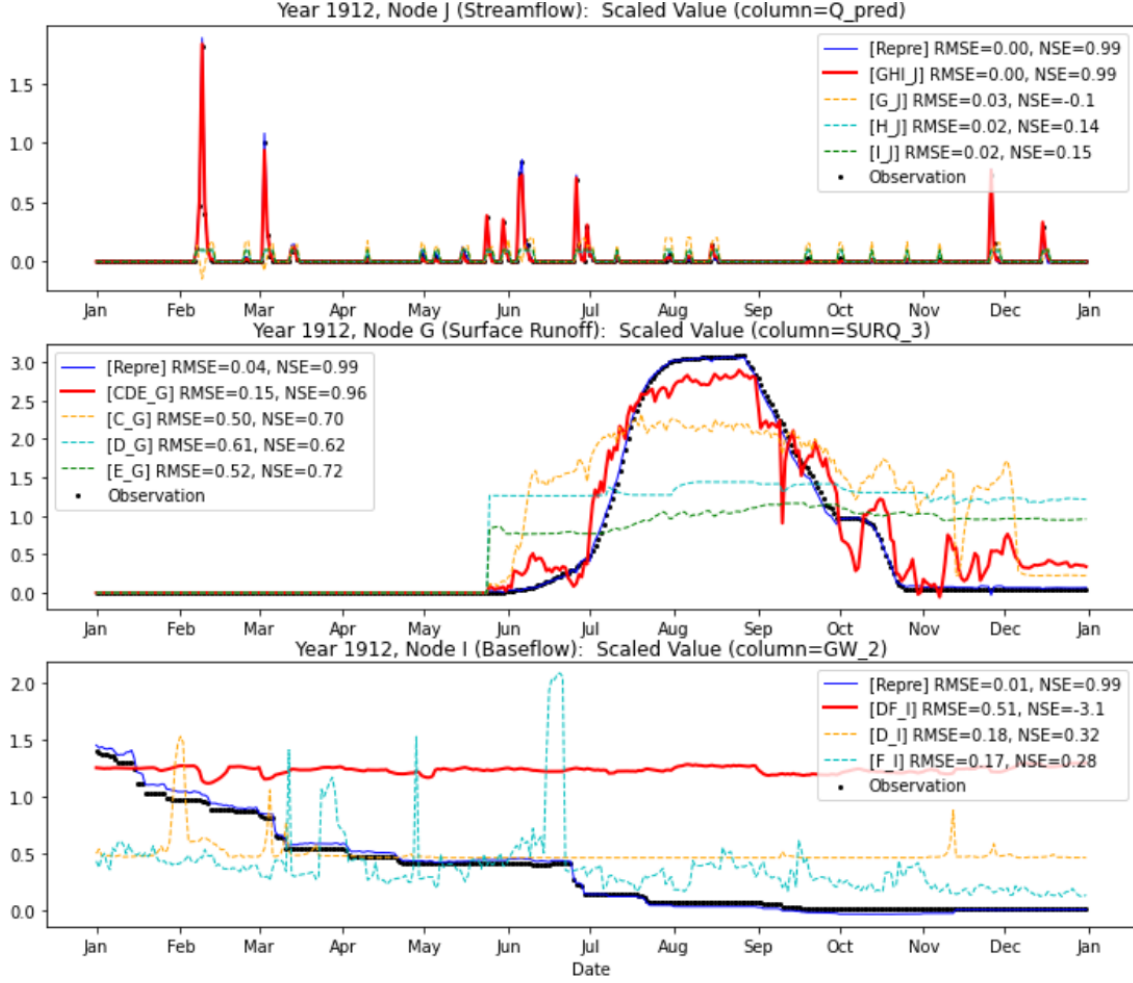 Year 1912, Node J (Streamflow):  Scaled Value (column=Q_pred)
1.5
1.0
0.5
0.0
[Repre] RMSE=0.00, NSE=0.99
[GHI_J] RMSE=0.00, NSE=0.99
[G_J] RMSE=0.03, NSE=-0.1
[H_J] RMSE=0.02, NSE=0.14
[I_J] RMSE=0.02, NSE=0.15
Observation
Jan Feb Mar Apr May Jun Jul Aug Sep Oct Nov Dec Jan
Year 1912, Node G (Surface Runoff):  Scaled Value (column=SURQ_3)
3.0
2.5
2.0
1.5
1.0
0.5
0.0
[Repre] RMSE=0.04, NSE=0.99
[CDE_G] RMSE=0.15, NSE=0.96
[C_G] RMSE=0.50, NSE=0.70
[D_G] RMSE=0.61, NSE=0.62
[E_G] RMSE=0.52, NSE=0.72
Observation
Jan Feb Mar Apr May Jun Jul Aug Sep Oct Nov Dec Jan
Year 1912, Node I (Baseflow):  Scaled Value (column=GW_2)
2.0
1.5
1.0
0.5
0.0
[Repre] RMSE=0.01, NSE=0.99
[DF_I] RMSE=0.51, NSE=-3.1
[D_I] RMSE=0.18, NSE=0.32
[F_I] RMSE=0.17, NSE=0.28
Observation
Jan Feb Mar Apr May Jun Jul Aug Sep Oct Nov Dec Jan
Date